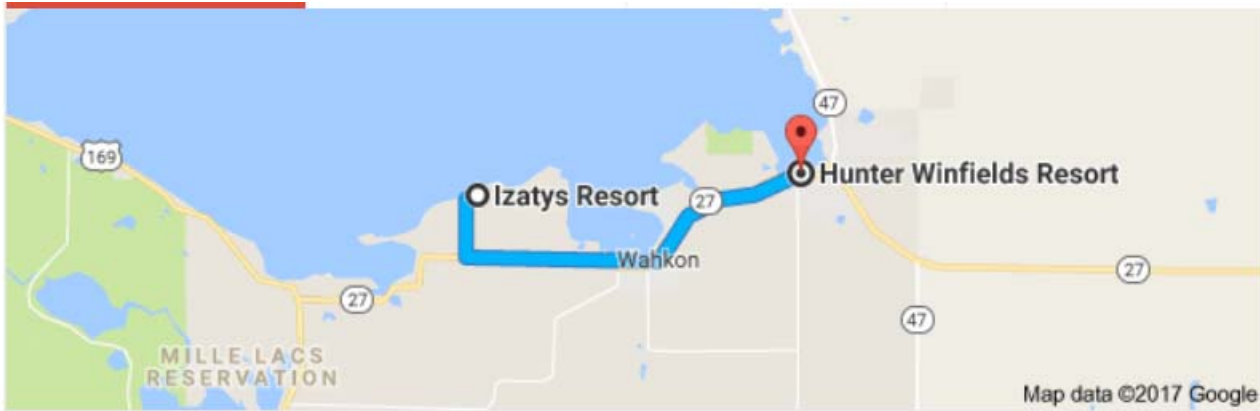 47
169
Hunter Winfields Resort
Izatys Resort
27
Wahkon
27
27
47
MILLE LACS
RESERVATION
Map data ©2017 Google